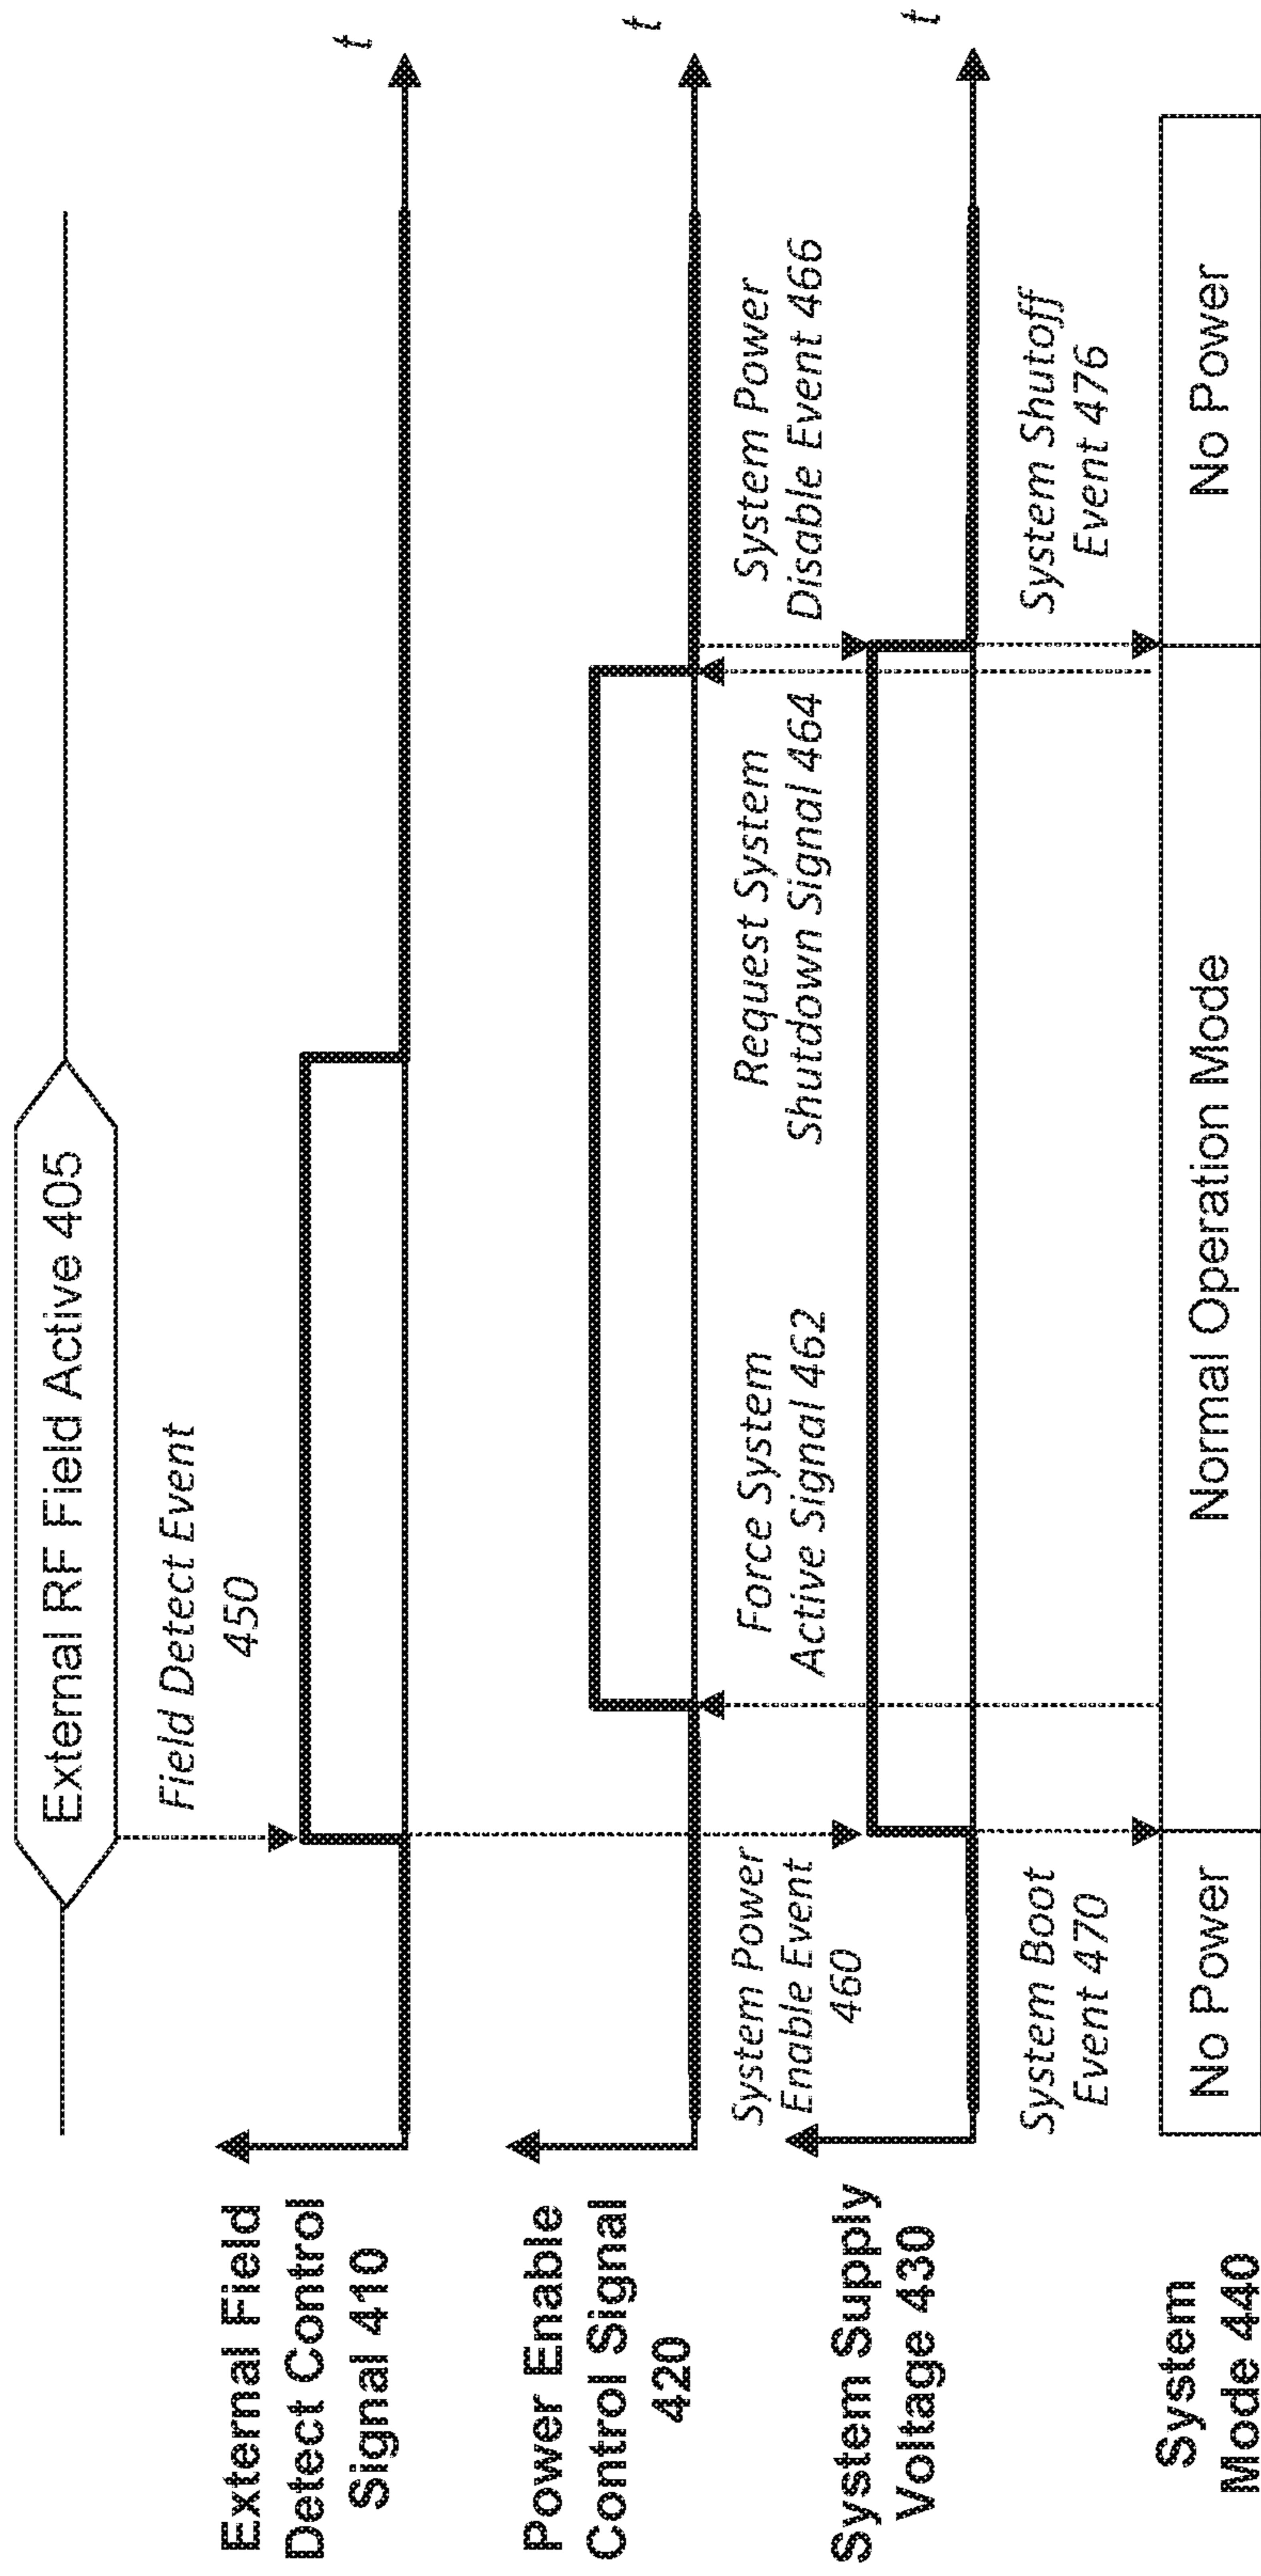 External RF Field Active 405
Field Detect Event
450
External Field
Detect Control
Signal 410
t
Power Enable
Control Signal
420
t
System Power
Enable Event
460
Force System
Active Signal 462
Request System
Shutdown Signal 464
System Power
Disable Event 466
System Supply
Voltage 430
t
System Boot
Event 470
System Shutoff
Event 476
System
Mode 440
No Power
Normal Operation Mode
No Power